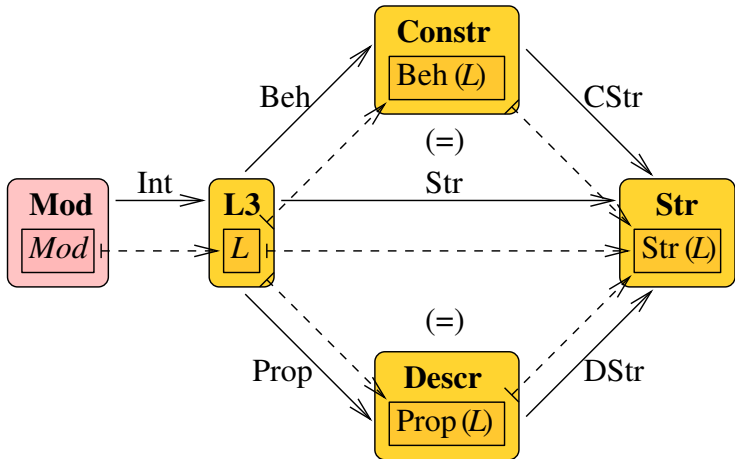 Constr
Beh (L)
Beh
CStr
(=)
Int
Str
Mod
L3
Str
Mod
L
Str (L)
(=)
Prop
Descr
DStr
Prop (L)